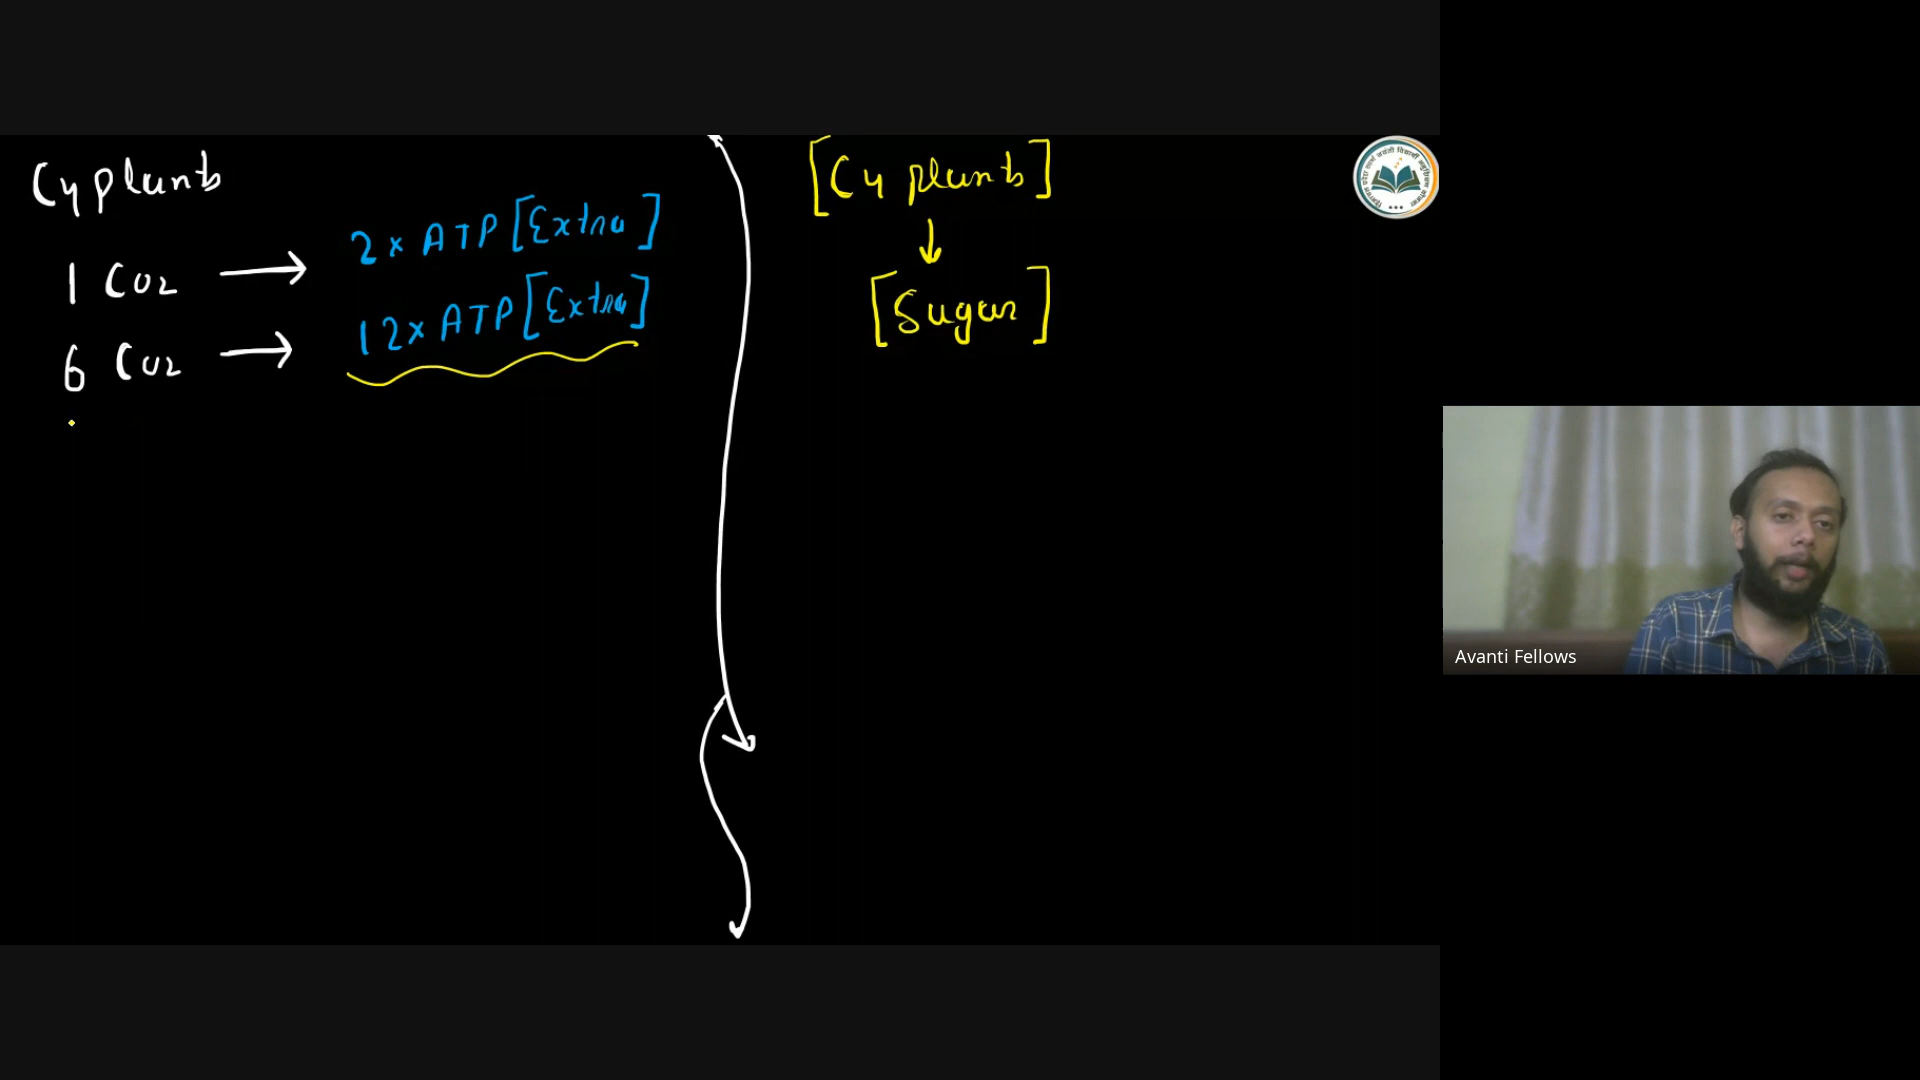 C4 plants
1 CO2 → 2 x ATP [Extra]
6 CO2 → 12 x ATP [Extra]
[C4 plants]
↓
[Sugar]
Avanti Fellows